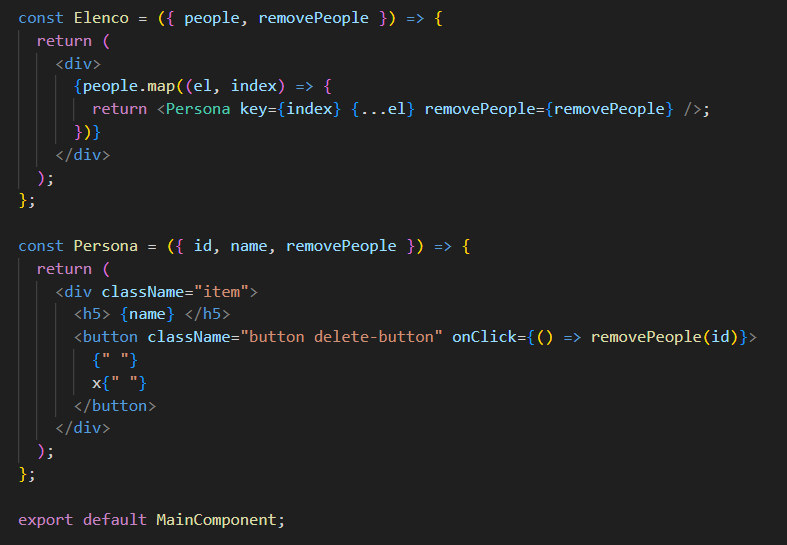 const Elenco = ({ people, removePeople }) => {
  return (
    <div>
      {people.map((el, index) => {
        return <Persona key={index} {...el} removePeople={removePeople} />;
      })}
    </div>
  );
};

const Persona = ({ id, name, removePeople }) => {
  return (
    <div className="item">
      <h5> {name} </h5>
      <button className="button delete-button" onClick={() => removePeople(id)}>
        {" "}
        x{" "}
      </button>
    </div>
  );
};

export default MainComponent;